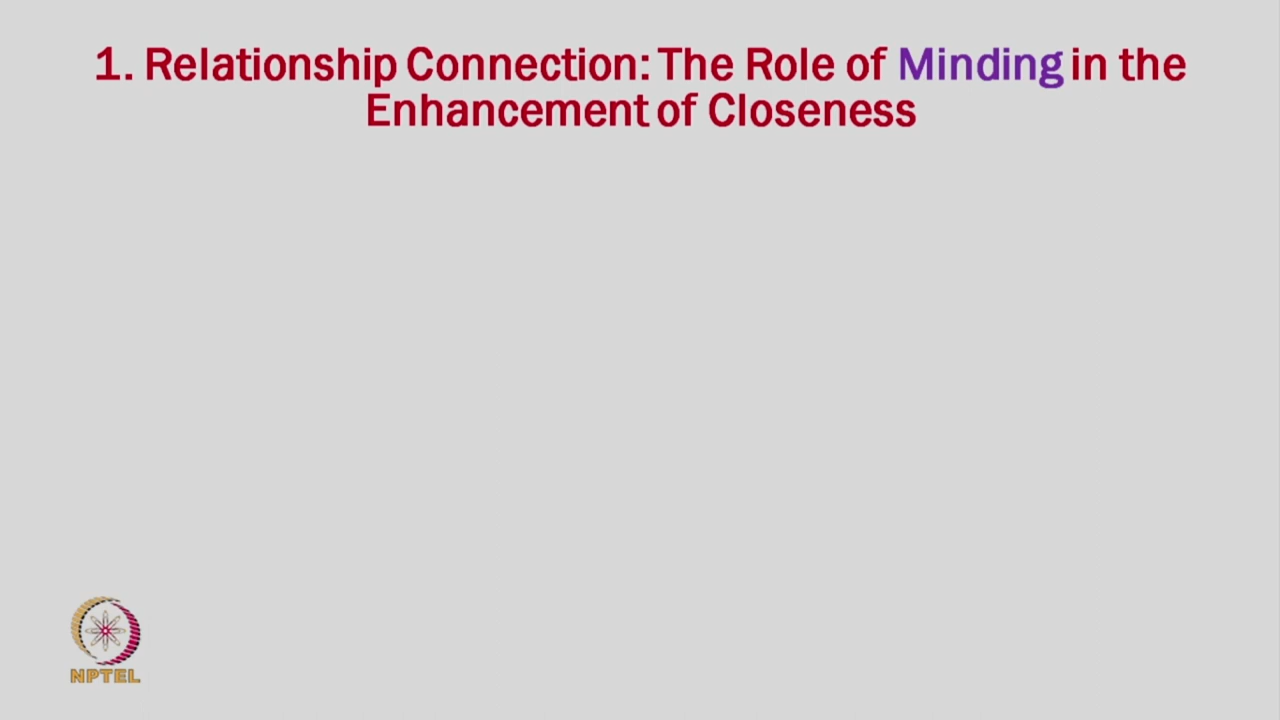 1. Relationship Connection: The Role of Minding in the
Enhancement of Closeness
NPTEL